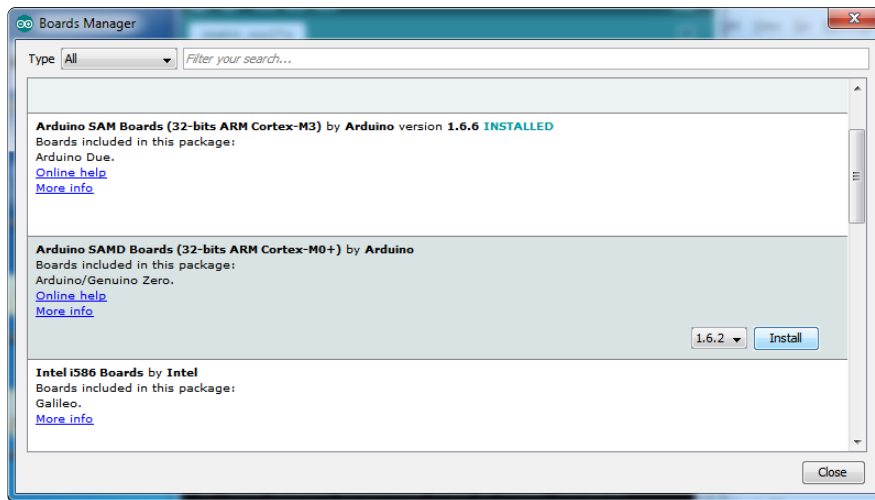 Boards Manager
Type All Filter your search...
Arduino SAM Boards (32-bits ARM Cortex-M3) by Arduino version 1.6.6 INSTALLED
Boards included in this package:
Arduino Due.
Online help
More info
Arduino SAMD Boards (32-bits ARM Cortex-M0+) by Arduino
Boards included in this package:
Arduino/Genuino Zero.
Online help
More info
1.6.2 Install
Intel i586 Boards by Intel
Boards included in this package:
Galileo.
More info
Close